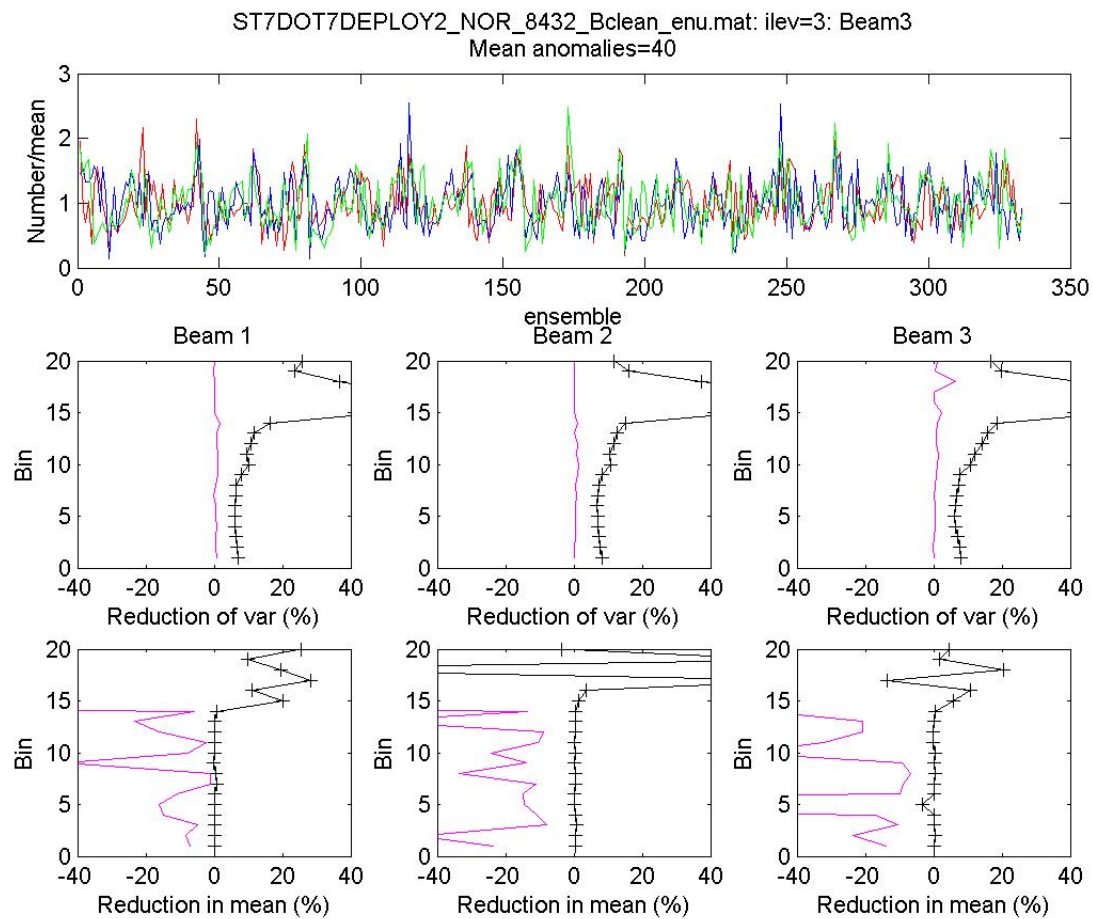 ST7DOT7DEPLOY2_NOR_8432_Bclean_enu.mat: ilev=3: Beam3
Mean anomalies=40
3
2
1
0
Number/mean
0 50 100 150 200 250 300 350
ensemble
Beam 1 Beam 2 Beam 3
20 20 20
15 15 15
10 10 10
5 5 5
0 0 0
Bin Bin Bin
-40 -20 0 20 40 -40 -20 0 20 40 -40 -20 0 20 40
Reduction of var (%) Reduction of var (%) Reduction of var (%)
20 20 20
15 15 15
10 10 10
5 5 5
0 0 0
Bin Bin Bin
-40 -20 0 20 40 -40 -20 0 20 40 -40 -20 0 20 40
Reduction in mean (%) Reduction in mean (%) Reduction in mean (%)